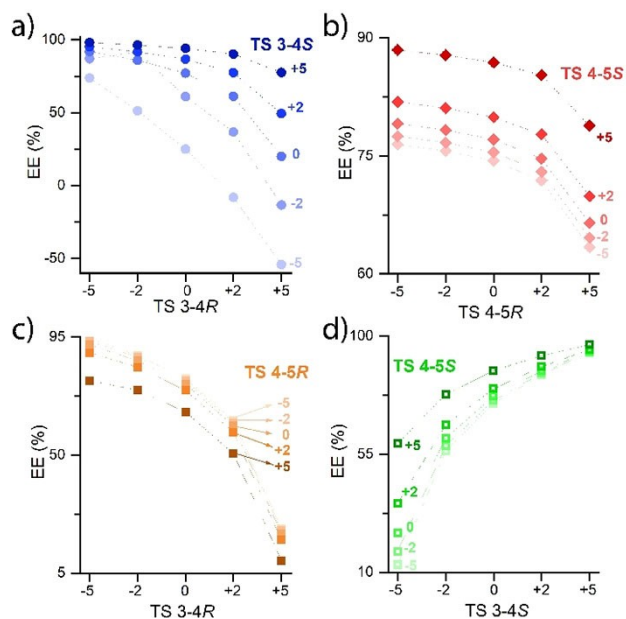 a)
TS 3-4S
EE (%)
100
50
0
-50
+5
+2
0
-2
-5
-5 -2 0 +2 +5
TS 3-4R
b)
TS 4-5S
EE (%)
90
75
60
+5
+2
0
-2
-5
-5 -2 0 +2 +5
TS 4-5R
c)
TS 4-5R
EE (%)
95
50
5
-5
-2
0
+2
+5
-5 -2 0 +2 +5
TS 3-4R
d)
TS 4-5S
EE (%)
100
55
10
+5
+2
0
-2
-5
-5 -2 0 +2 +5
TS 3-4S